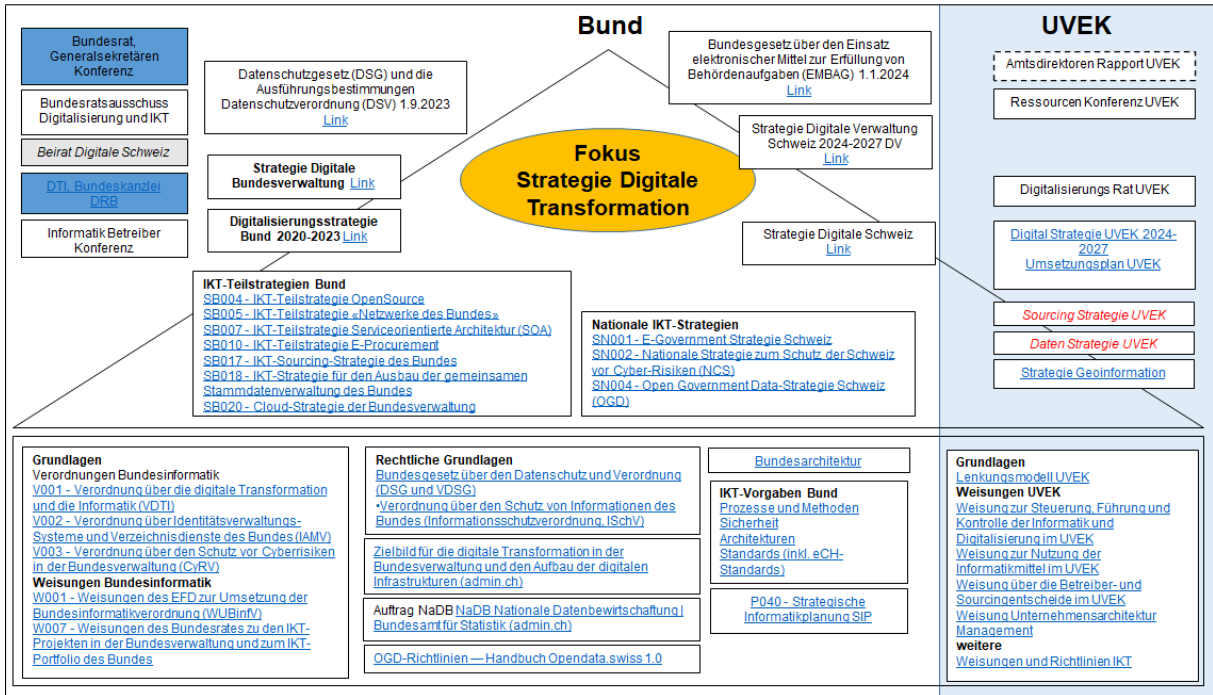 Bund
UVEK
Bundesrat,
Generalsekretären
Konferenz
Bundesratsausschuss
Digitalisierung und IKT
Beirat Digitale Schweiz
DTI, Bundeskanzlei
DRB
Informatik Betreiber
Konferenz
Datenschutzgesetz (DSG) und die
Ausführungsbestimmungen
Datenschutzverordnung (DSV) 1.9.2023
Link
Strategie Digitale
Bundesverwaltung Link
Digitalisierungsstrategie
Bund 2020-2023 Link
Fokus
Strategie Digitale
Transformation
Bundesgesetz über den Einsatz
elektronischer Mittel zur Erfüllung von
Behördenaufgaben (EMBAG) 1.1.2024
Link
Strategie Digitale Verwaltung
Schweiz 2024-2027 DV
Link
Strategie Digitale Schweiz
Link
IKT-Teilstrategien Bund
SB004 - IKT-Teilstrategie OpenSource
SB005 - IKT-Teilstrategie «Netzwerke des Bundes»
SB007 - IKT-Teilstrategie Serviceorientierte Architektur (SOA)
SB010 - IKT-Teilstrategie E-Procurement
SB017 - IKT-Sourcing-Strategie des Bundes
SB018 - IKT-Strategie für den Ausbau der gemeinsamen
Stammdatenverwaltung des Bundes
SB020 - Cloud-Strategie der Bundesverwaltung
Nationale IKT-Strategien
SN001 - E-Government Strategie Schweiz
SN002 - Nationale Strategie zum Schutz der Schweiz
vor Cyber-Risiken (NCS)
SN004 - Open Government Data-Strategie Schweiz
(OGD)
Amtsdirektoren Rapport UVEK
Ressourcen Konferenz UVEK
Digitalisierungs Rat UVEK
Digital Strategie UVEK 2024-
2027
Umsetzungsplan UVEK
Sourcing Strategie UVEK
Daten Strategie UVEK
Strategie Geoinformation
Grundlagen
Verordnungen Bundesinformatik
V001 - Verordnung über die digitale Transformation
und die Informatik (VDTI)
V002 – Verordnung über Identitätsverwaltungs-
Systeme und Verzeichnisdienste des Bundes (IAMV)
V003 – Verordnung über den Schutz vor Cyberrisiken
in der Bundesverwaltung (CyRV)
Weisungen Bundesinformatik
W001 - Weisungen des EFD zur Umsetzung der
Bundesinformatikverordnung (WUBinfV)
W007 - Weisungen des Bundesrates zu den IKT-
Projekten in der Bundesverwaltung und zum IKT-
Portfolio des Bundes
Rechtliche Grundlagen
Bundesgesetz über den Datenschutz und Verordnung
(DSG und VDSG)
•Verordnung über den Schutz von Informationen des
Bundes (Informationsschutzverordnung, ISchV)
Zielbild für die digitale Transformation in der
Bundesverwaltung und den Aufbau der digitalen
Infrastrukturen (admin.ch)
Auftrag NaDB NaDB Nationale Datenbewirtschaftung |
Bundesamt für Statistik (admin.ch)
OGD-Richtlinien — Handbuch Opendata.swiss 1.0
Bundesarchitektur
IKT-Vorgaben Bund
Prozesse und Methoden
Sicherheit
Architekturen
Standards (inkl. eCH-
Standards)
P040 - Strategische
Informatikplanung SIP
Grundlagen
Lenkungsmodell UVEK
Weisungen UVEK
Weisung zur Steuerung, Führung und
Kontrolle der Informatik und
Digitalisierung im UVEK
Weisung zur Nutzung der
Informatikmittel im UVEK
Weisung über die Betreiber- und
Sourcingentscheide im UVEK
Weisung Unternehmensarchitektur
Management
weitere
Weisungen und Richtlinien IKT